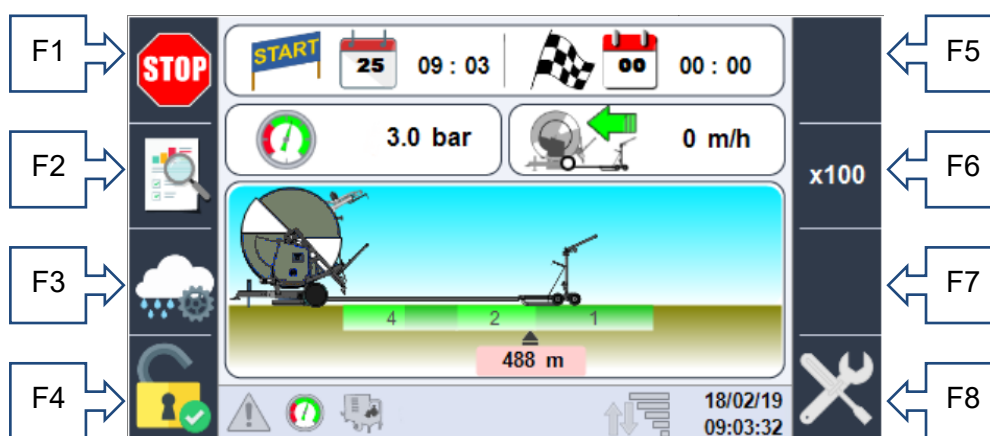 F1
STOP
START
25
09 : 03
00
00 : 00
F5
F2
3.0 bar
0 m/h
x100
F6
F3
4 2 1
488 m
F7
F4
18/02/19
09:03:32
F8